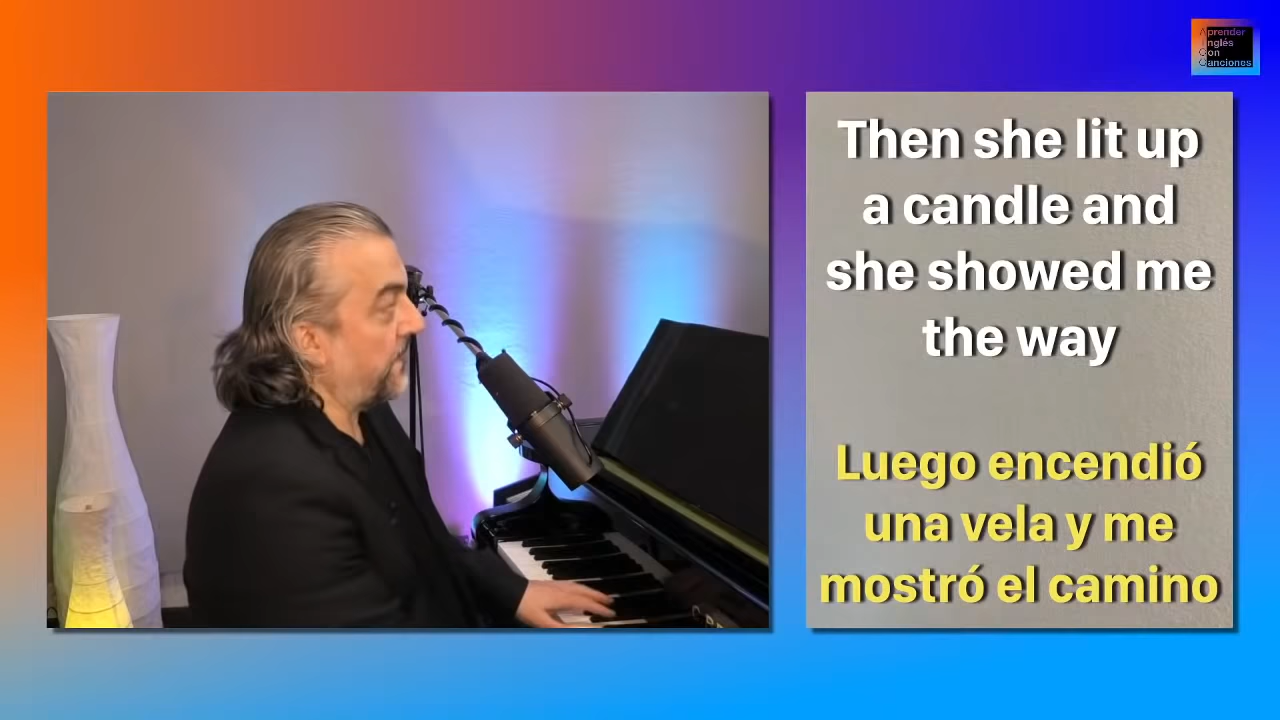 Aprender
Inglés
Con
Canciones
Then she lit up
a candle and
she showed me
the way
Luego encendió
una vela y me
mostró el camino